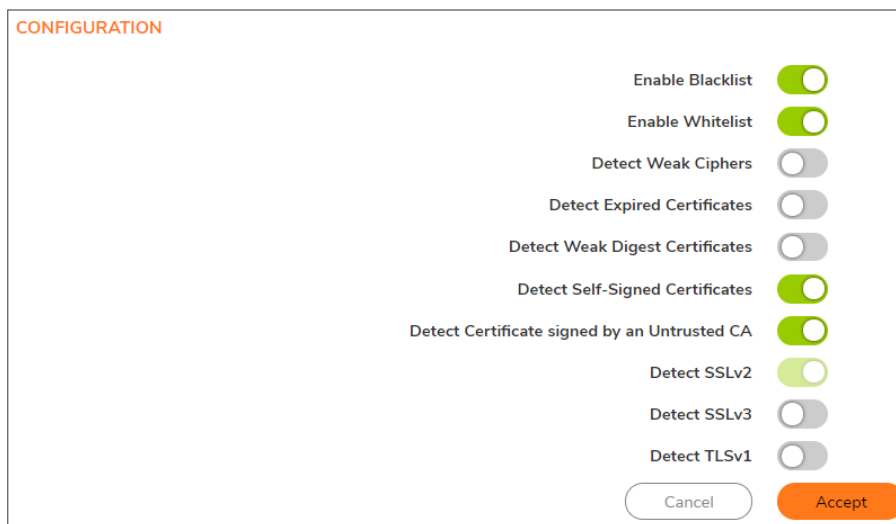 CONFIGURATION
Enable Blacklist
Enable Whitelist
Detect Weak Ciphers
Detect Expired Certificates
Detect Weak Digest Certificates
Detect Self-Signed Certificates
Detect Certificate signed by an Untrusted CA
Detect SSLv2
Detect SSLv3
Detect TLSv1
Cancel Accept